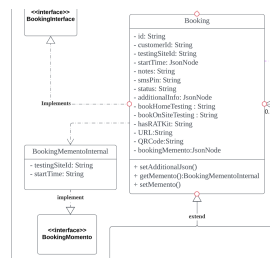 <<interface>>
BookingInterface
Implements
BookingMementoInternal
- testingSiteId: String
- startTime: String
implement
<<interface>>
BookingMomento
Booking
- id: String
- customerId: String
- testingSiteId: String
- startTime: JsonNode
- notes: String
- smsPin: String
- status: String
- additionalInfo: JsonNode
- bookHomeTesting : String
- bookOnSiteTesting : String
- hasRATKit: String
- URL:String
- QRCode:String
- bookingMemento:JsonNode
+ setAdditionalJson()
+ getMemento():BookingMementoInternal
+ setMemento()
extend